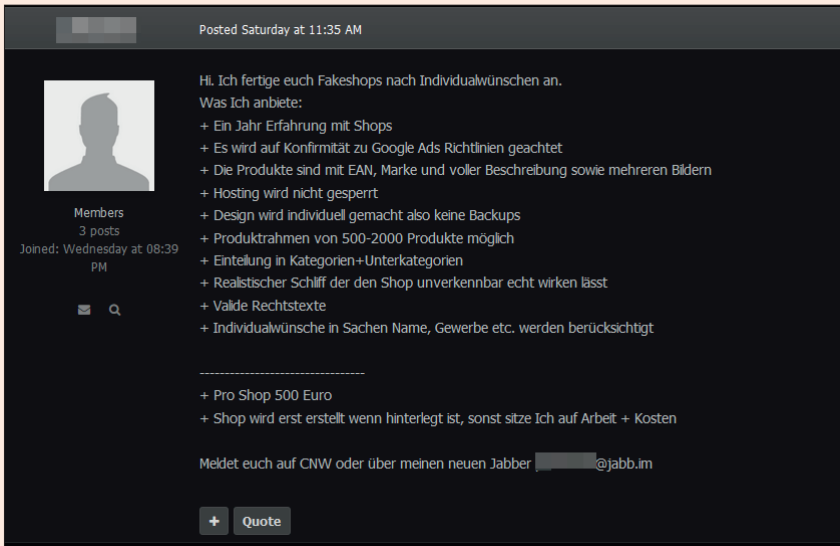 Posted Saturday at 11:35 AM
Members
3 posts
Joined: Wednesday at 08:39
PM
Hi. Ich fertige euch Fakeshops nach Individualwünschen an.
Was Ich anbiete:
+ Ein Jahr Erfahrung mit Shops
+ Es wird auf Konfirmität zu Google Ads Richtlinien geachtet
+ Die Produkte sind mit EAN, Marke und voller Beschreibung sowie mehreren Bildern
+ Hosting wird nicht gesperrt
+ Design wird individuell gemacht also keine Backups
+ Produktrahmen von 500-2000 Produkte möglich
+ Einteilung in Kategorien+Unterkategorien
+ Realistischer Schliff der den Shop unverkennbar echt wirken lässt
+ Valide Rechtstexte
+ Individualwünsche in Sachen Name, Gewerbe etc. werden berücksichtigt
---------------------------------
+ Pro Shop 500 Euro
+ Shop wird erst erstellt wenn hinterlegt ist, sonst sitze Ich auf Arbeit + Kosten
Meldet euch auf CNW oder über meinen neuen Jabber @jabb.im
+ Quote